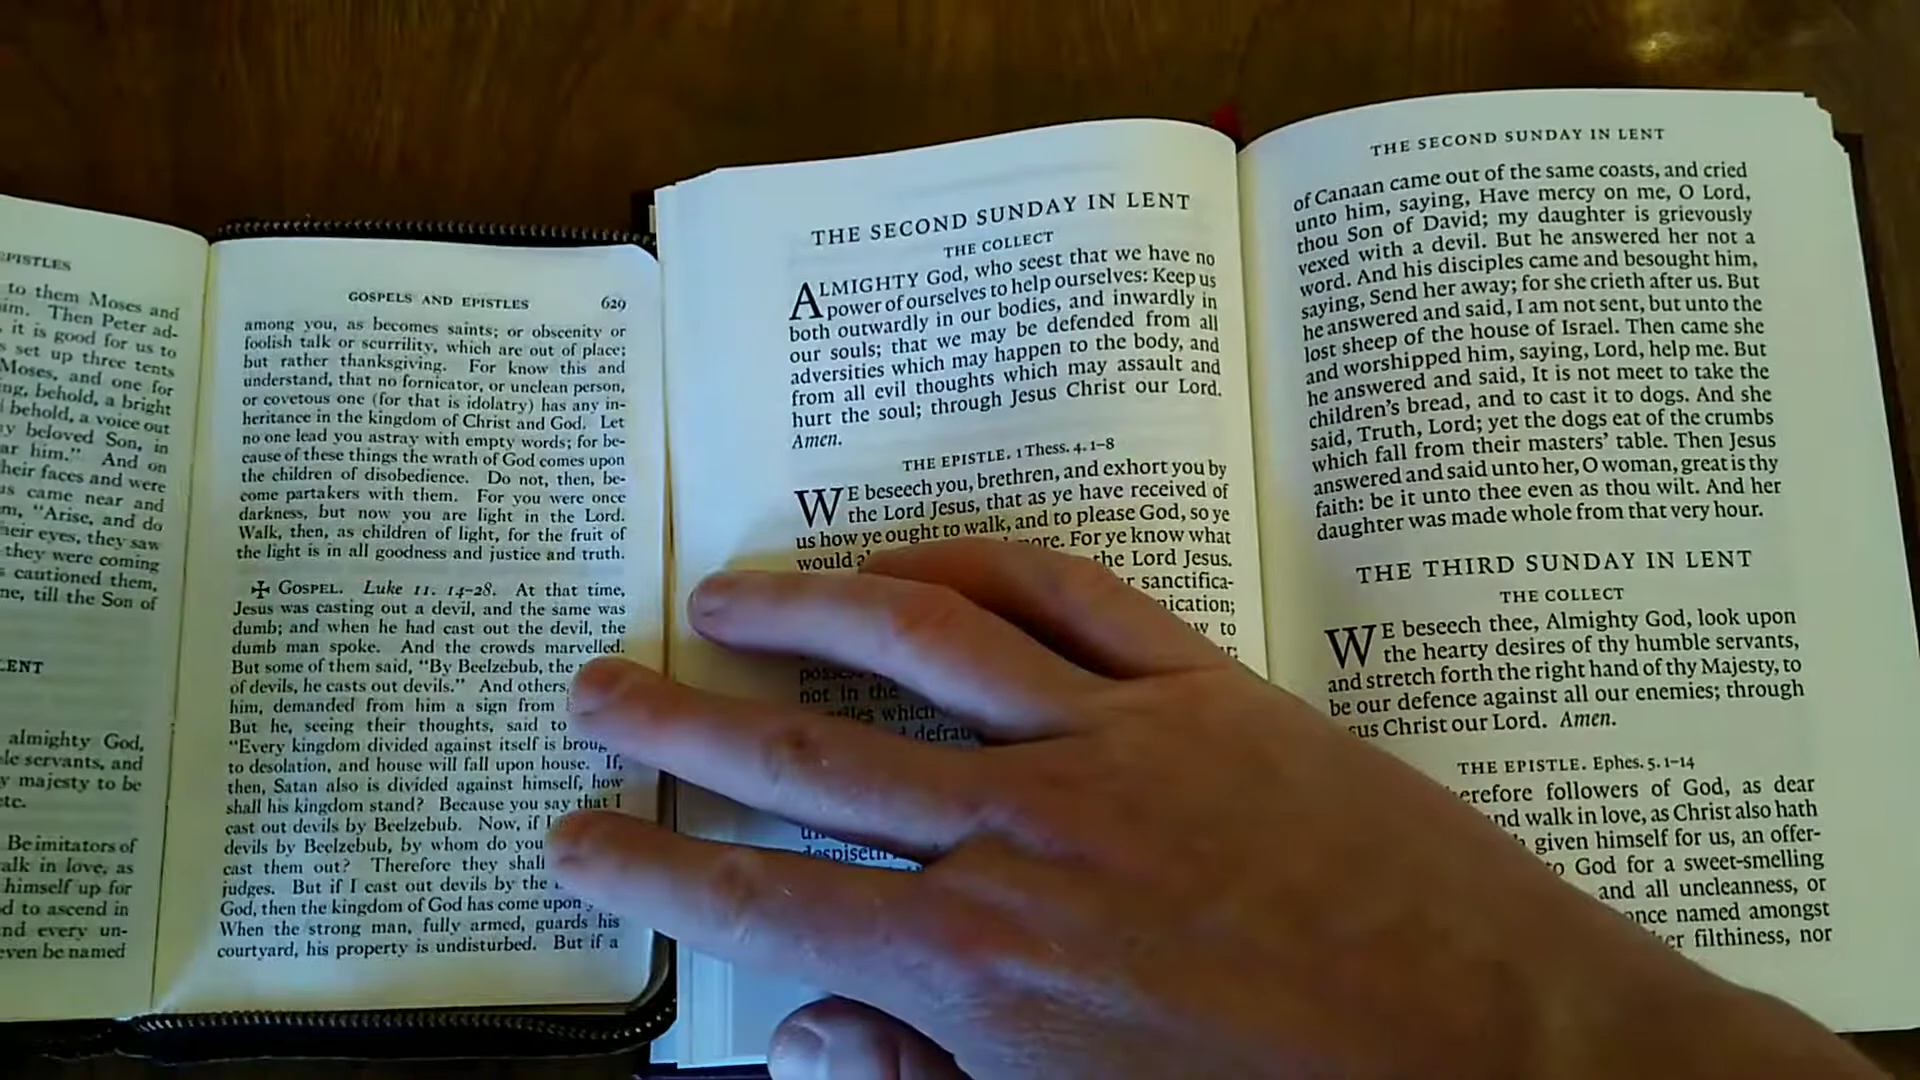 EPISTLES
to them Moses and
him. Then Peter ad-
it is good for us to
set up three tents
Moses, and one for
behold, a bright
behold, a voice out
beloved Son, in
him." And on
their faces and were
came near and
"Arise, and do
their eyes, they saw
they were coming
cautioned them,
till the Son of
LENT
almighty God,
servants, and
majesty to be
etc.
Be imitators of
walk in love, as
himself up for
to ascend in
and every un-
even be named
GOSPELS AND EPISTLES 629
among you, as becomes saints; or obscenity or
foolish talk or scurrility, which are out of place;
but rather thanksgiving. For know this and
understand, that no fornicator, or unclean person,
or covetous one (for that is idolatry) has any in-
heritance in the kingdom of Christ and God. Let
no one lead you astray with empty words; for be-
cause of these things the wrath of God comes upon
the children of disobedience. Do not, then, be-
come partakers with them. For you were once
darkness, but now you are light in the Lord.
Walk, then, as children of light, for the fruit of
the light is in all goodness and justice and truth.
✠ GOSPEL. Luke 11. 14-28. At that time,
Jesus was casting out a devil, and the same was
dumb; and when he had cast out the devil, the
dumb man spoke. And the crowds marvelled.
But some of them said, "By Beelzebub, the
of devils, he casts out devils." And others,
him, demanded from him a sign from
But he, seeing their thoughts, said to
"Every kingdom divided against itself is
to desolation, and house will fall upon house. If,
then, Satan also is divided against himself, how
shall his kingdom stand? Because you say that I
cast out devils by Beelzebub. Now, if I
devils by Beelzebub, by whom do you
cast them out? Therefore they shall
judges. But if I cast out devils by the
God, then the kingdom of God has come upon
When the strong man, fully armed, guards his
courtyard, his property is undisturbed. But if a
THE SECOND SUNDAY IN LENT
THE COLLECT
ALMIGHTY God, who seest that we have no
power of ourselves to help ourselves: Keep us
both outwardly in our bodies, and inwardly in
our souls; that we may be defended from all
adversities which may happen to the body, and
from all evil thoughts which may assault and
hurt the soul; through Jesus Christ our Lord.
Amen.
THE EPISTLE. 1 Thess. 4. 1-8
WE beseech you, brethren, and exhort you by
the Lord Jesus, that as ye have received of
us how ye ought to walk, and to please God, so ye
would more. For ye know what
the Lord Jesus.
sanctifica-
to
not in the
which
defrau
despiseth
THE SECOND SUNDAY IN LENT
of Canaan came out of the same coasts, and cried
unto him, saying, Have mercy on me, O Lord,
thou Son of David; my daughter is grievously
vexed with a devil. But he answered her not a
word. And his disciples came and besought him,
saying, Send her away; for she crieth after us. But
he answered and said, I am not sent, but unto the
lost sheep of the house of Israel. Then came she
and worshipped him, saying, Lord, help me. But
he answered and said, It is not meet to take the
children's bread, and to cast it to dogs. And she
said, Truth, Lord; yet the dogs eat of the crumbs
which fall from their masters' table. Then Jesus
answered and said unto her, O woman, great is thy
faith: be it unto thee even as thou wilt. And her
daughter was made whole from that very hour.
THE THIRD SUNDAY IN LENT
THE COLLECT
WE beseech thee, Almighty God, look upon
the hearty desires of thy humble servants,
and stretch forth the right hand of thy Majesty, to
be our defence against all our enemies; through
sus Christ our Lord. Amen.
THE EPISTLE. Ephes. 5. 1-14
erefore followers of God, as dear
nd walk in love, as Christ also hath
given himself for us, an offer-
to God for a sweet-smelling
and all uncleanness, or
once named amongst
filthiness, nor